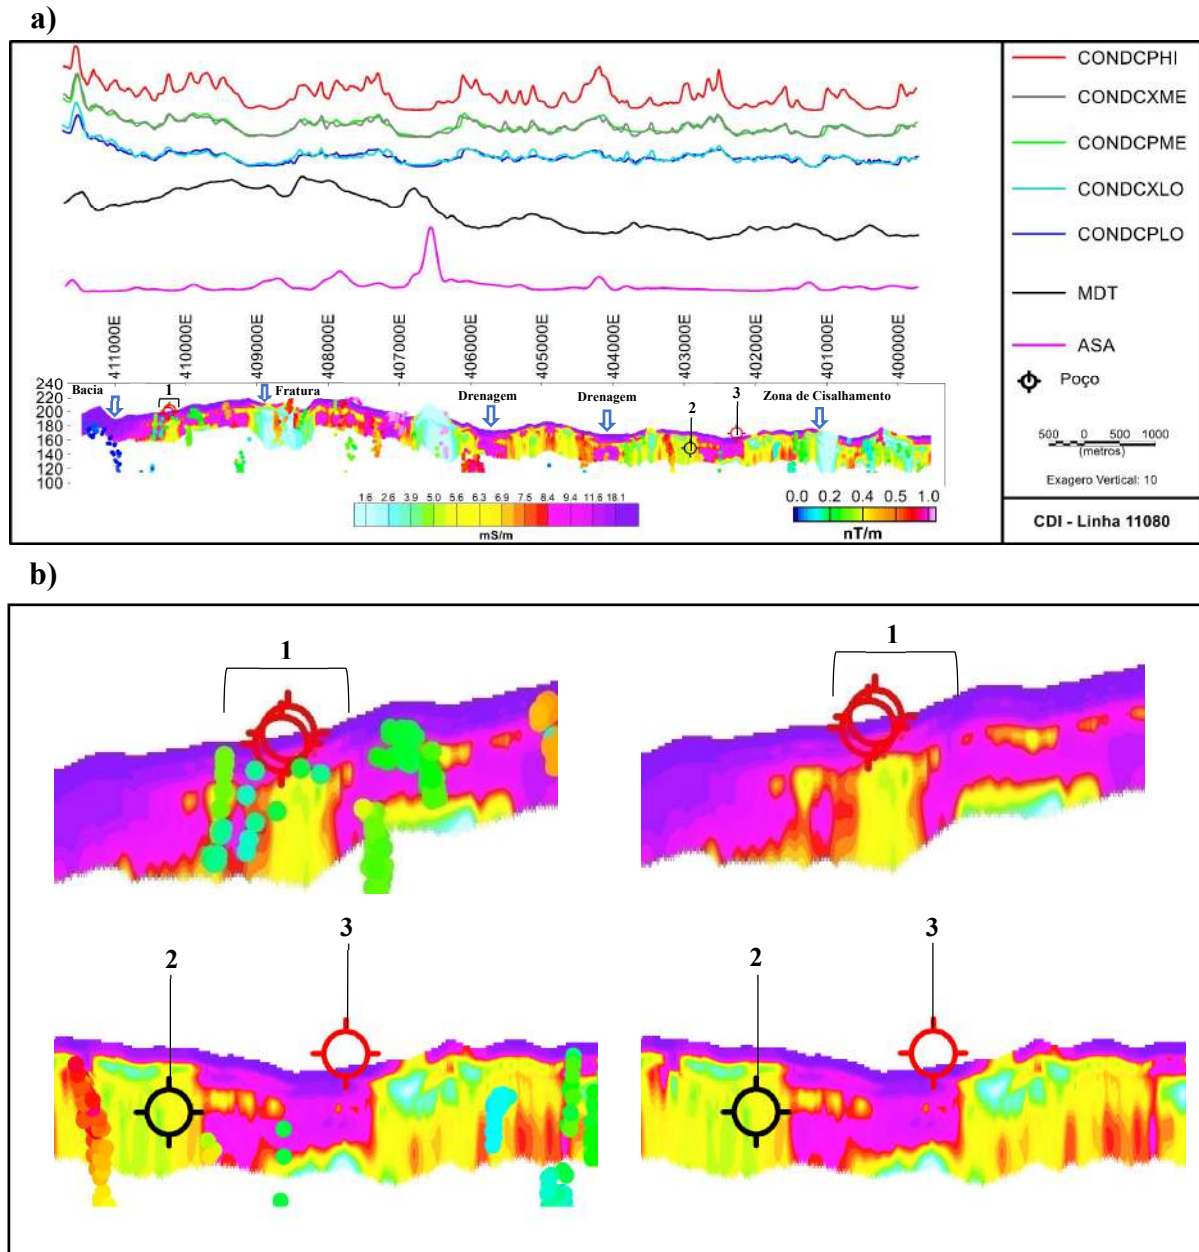 a)
CONDCPHI
CONDCXME
CONDCPME
CONDCXLO
CONDCPLO
MDT
ASA
Poço
500 0 500 1000
(metros)
Exagero Vertical: 10
CDI - Linha 11080
411000E 410000E 409000E 408000E 407000E 406000E 405000E 404000E 403000E 402000E 401000E 400000E
240
220
200
180
160
140
120
100
Bacia 1 Fratura Drenagem Drenagem 2 3 Zona de Cisalhamento
1.6 2.6 3.9 5.0 5.6 6.3 6.9 7.5 8.4 9.4 11.6 18.1
mS/m
0.0 0.2 0.4 0.5 1.0
nT/m
b)
1 1
2 3 2 3